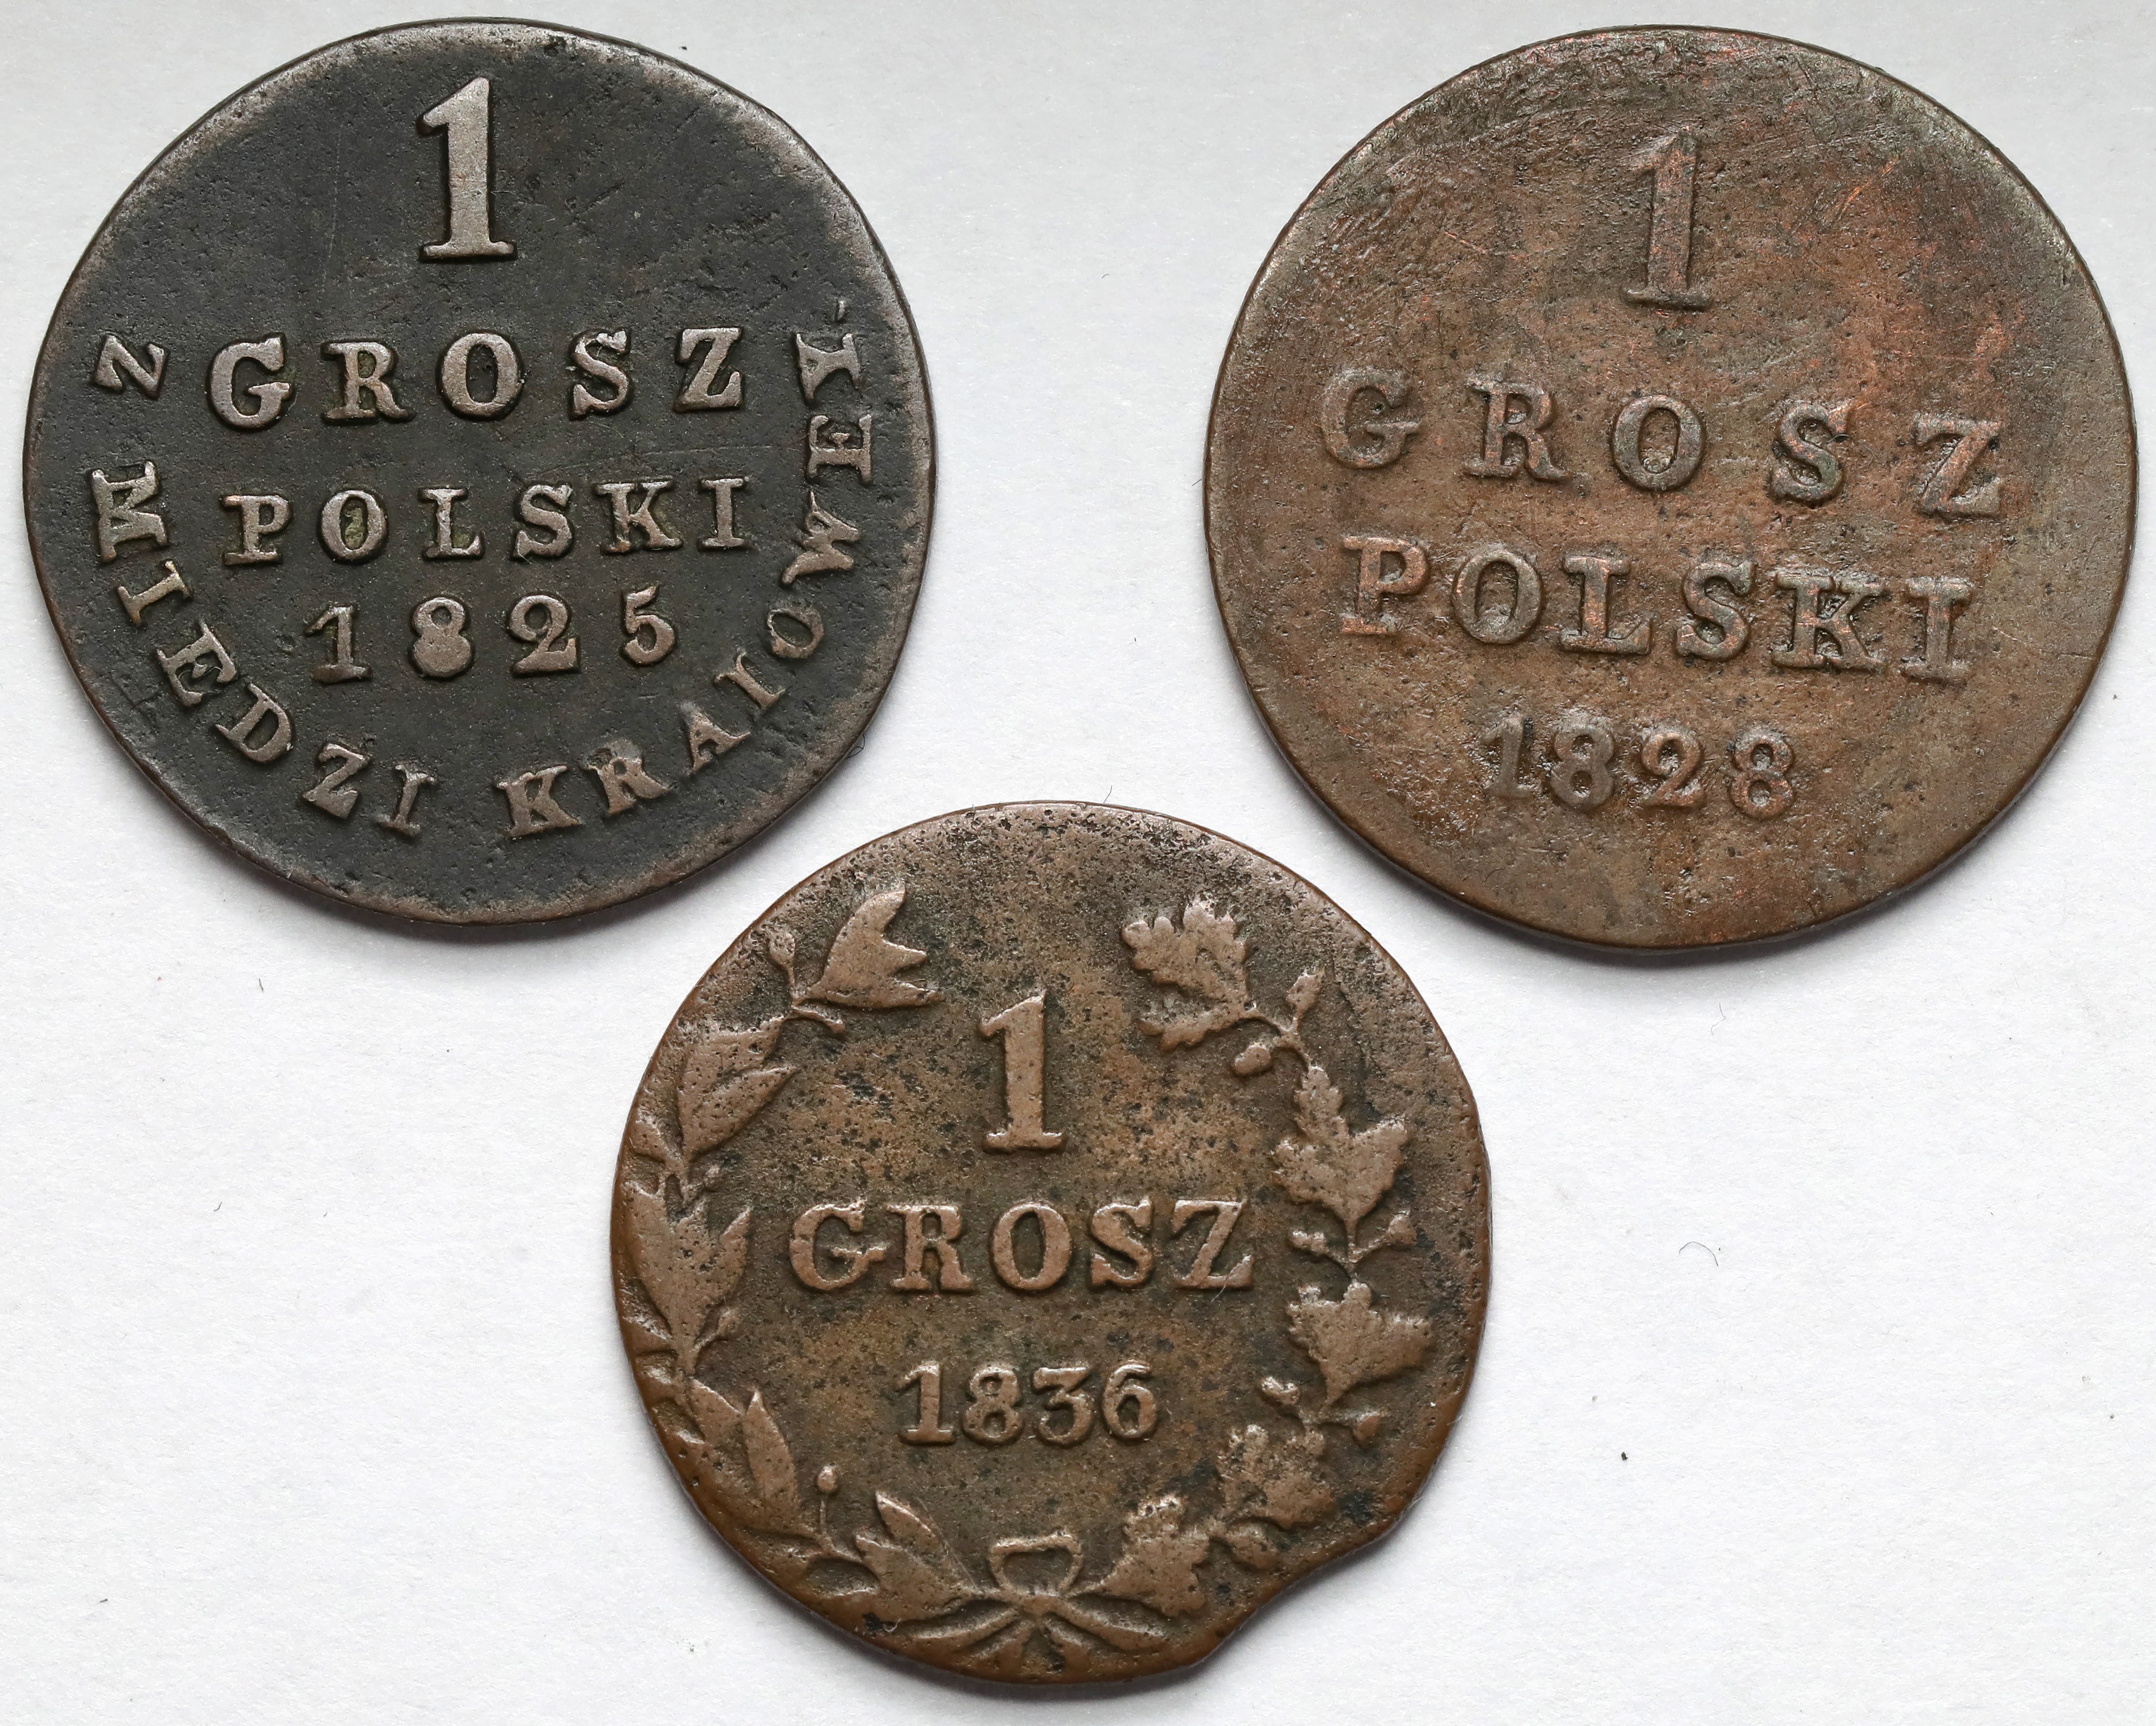 1
GROSZ
POLSKI
1825
Z MIEDZI KRAIOWEY
1
GROSZ
POLSKI
1828
1
GROSZ
1836